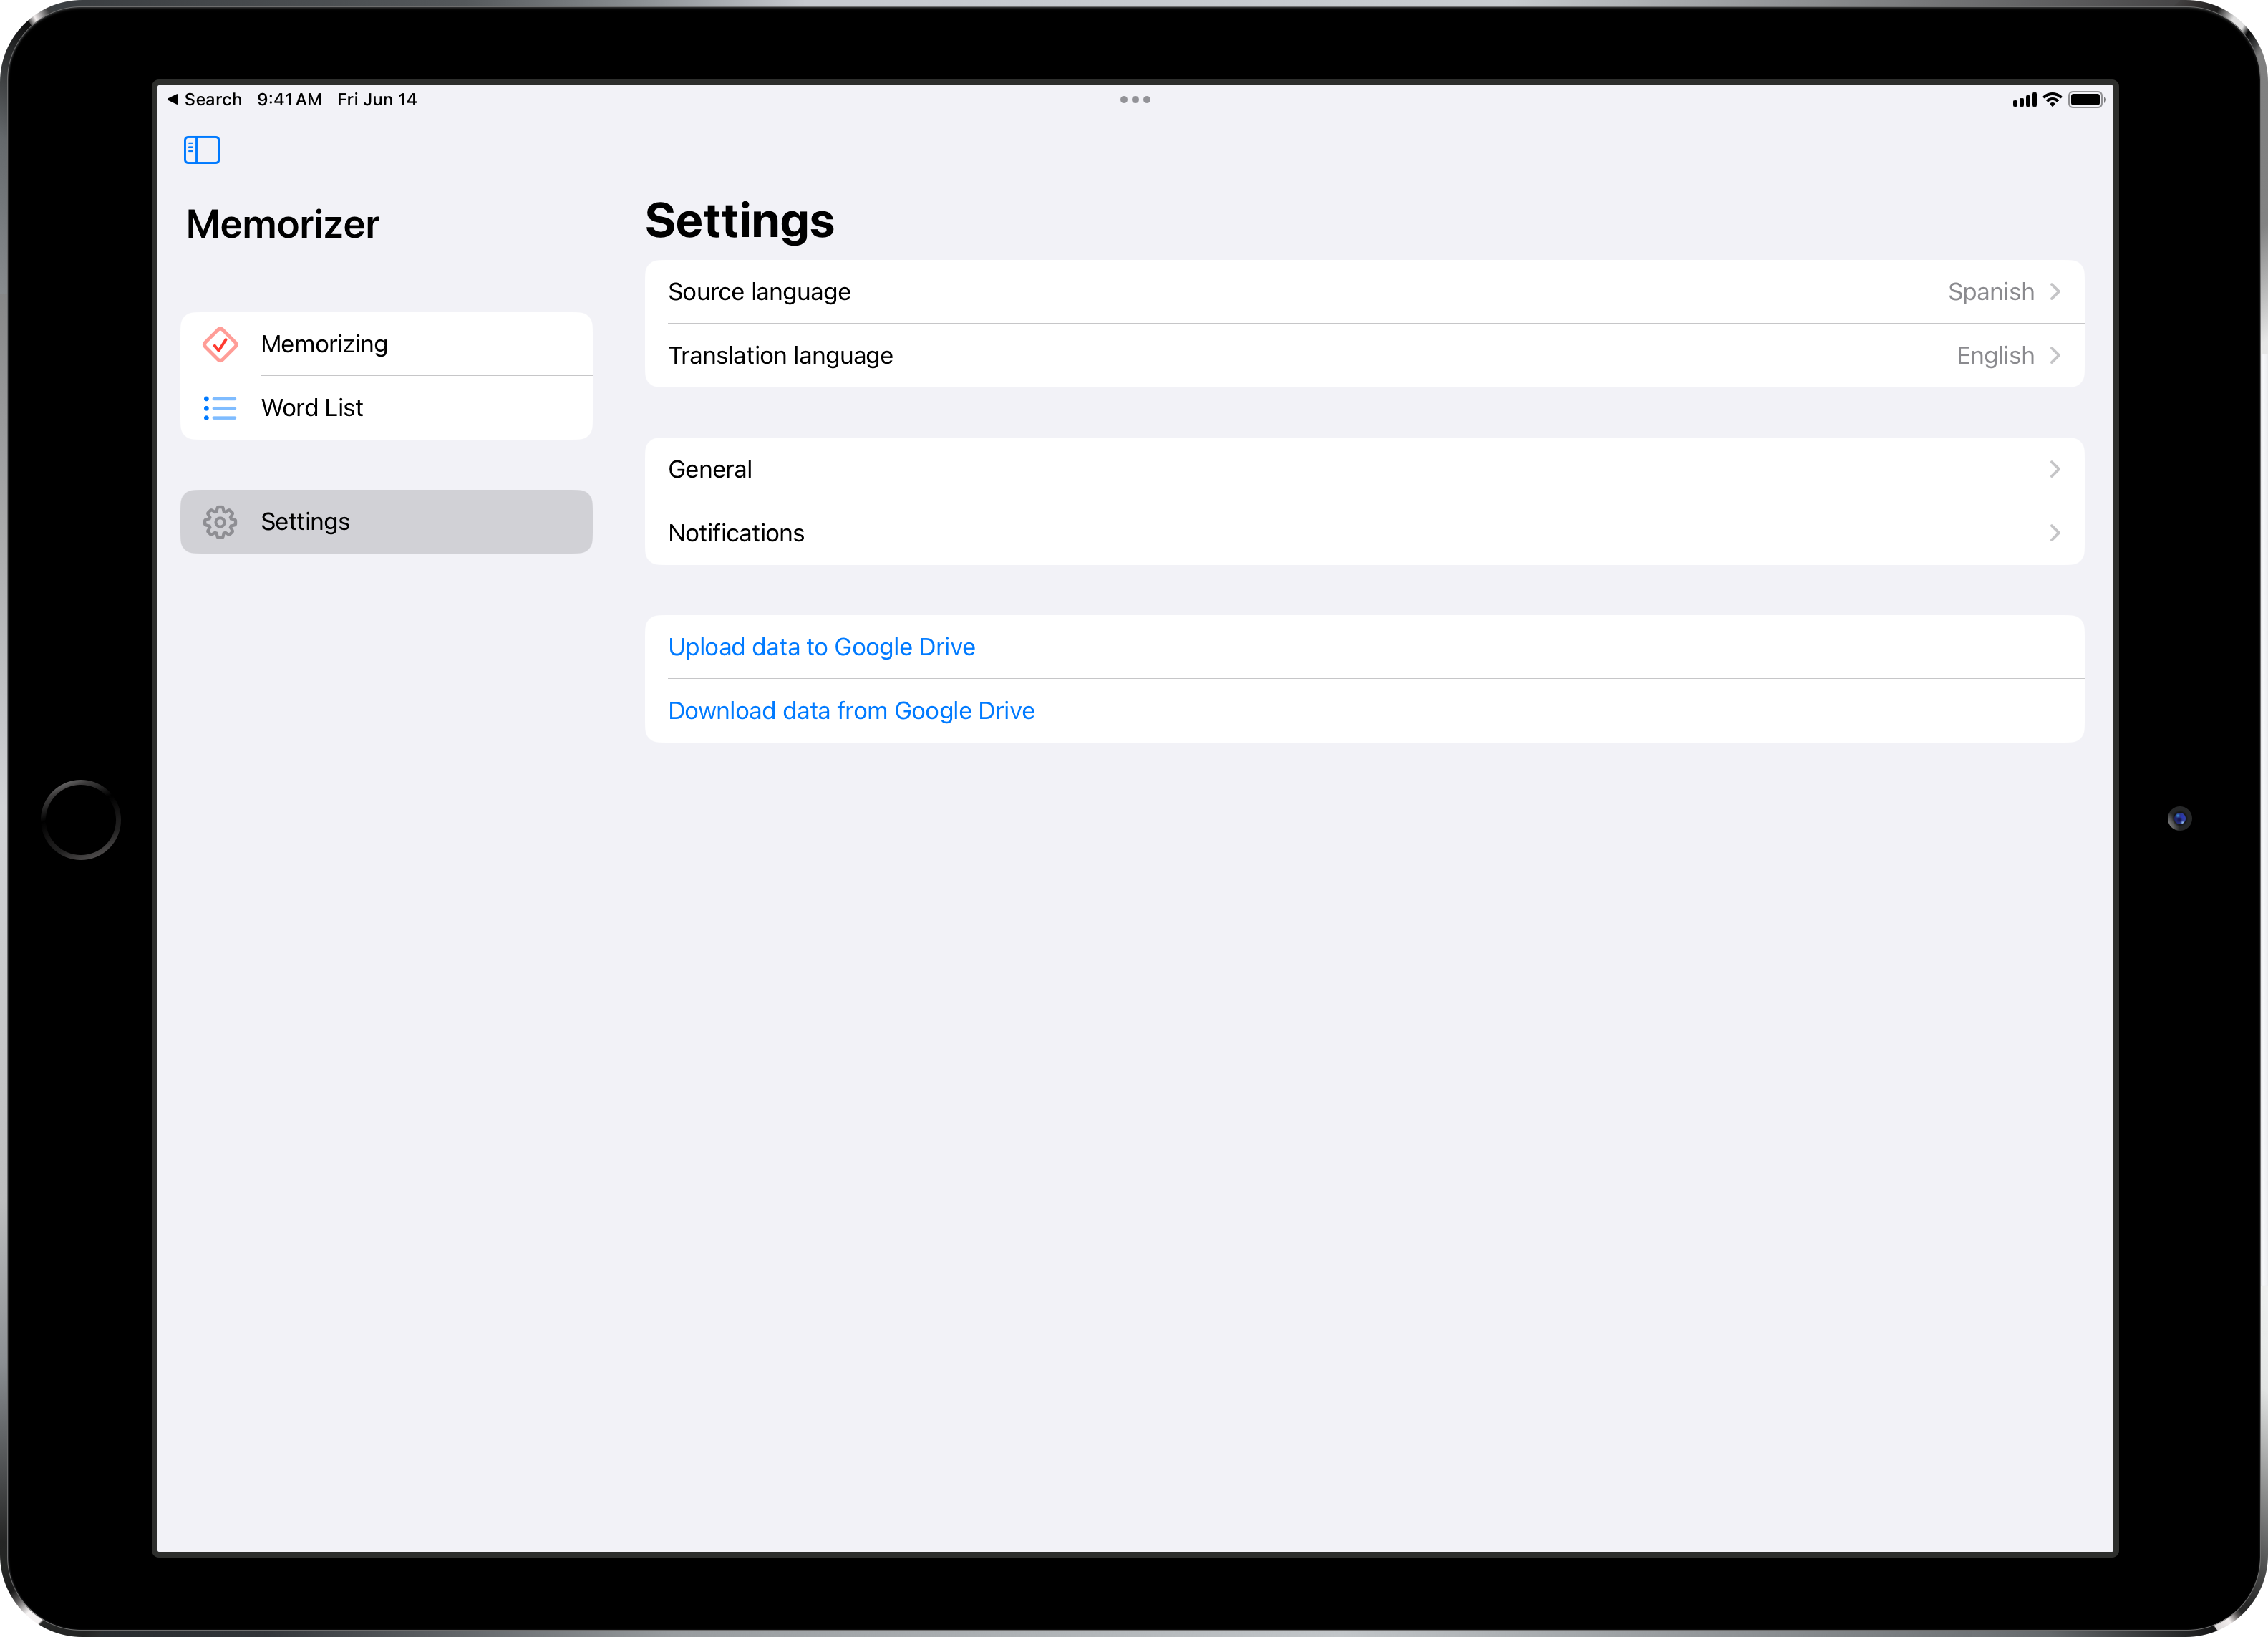 Search 9:41 AM Fri Jun 14
Memorizer
Memorizing
Word List
Settings
Settings
Source language Spanish
Translation language English
General
Notifications
Upload data to Google Drive
Download data from Google Drive